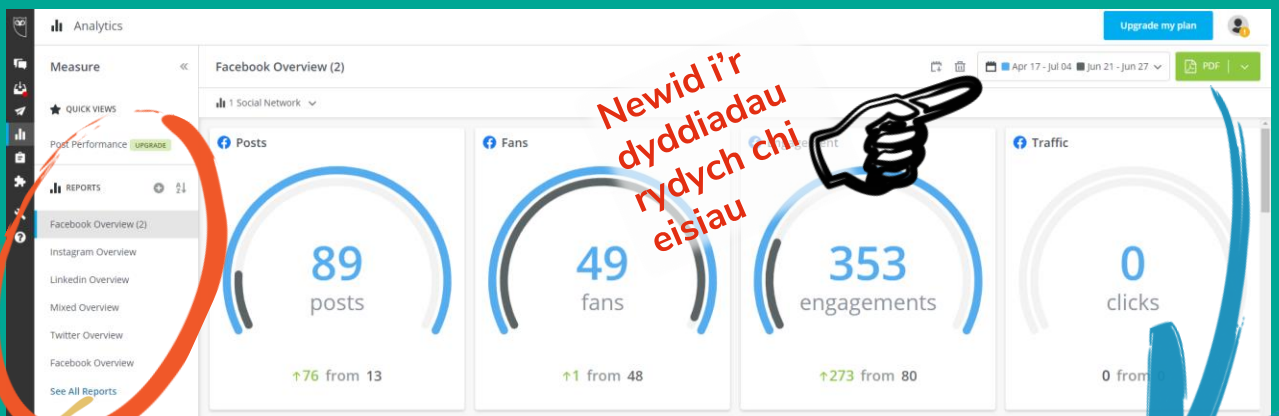 Analytics
Upgrade my plan
Measure
Facebook Overview (2)
Apr 17 - Jul 04 Jun 21 - Jun 27
PDF
QUICK VIEWS
1 Social Network
Post Performance UPGRADE
REPORTS
Facebook Overview (2)
Instagram Overview
Linkedin Overview
Mixed Overview
Twitter Overview
Facebook Overview
See All Reports
Posts
89
posts
↑76 from 13
Fans
49
fans
↑1 from 48
Newid i'r
dyddiadau
rydych chi
eisiau
353
engagements
↑273 from 80
Traffic
0
clicks
0 from